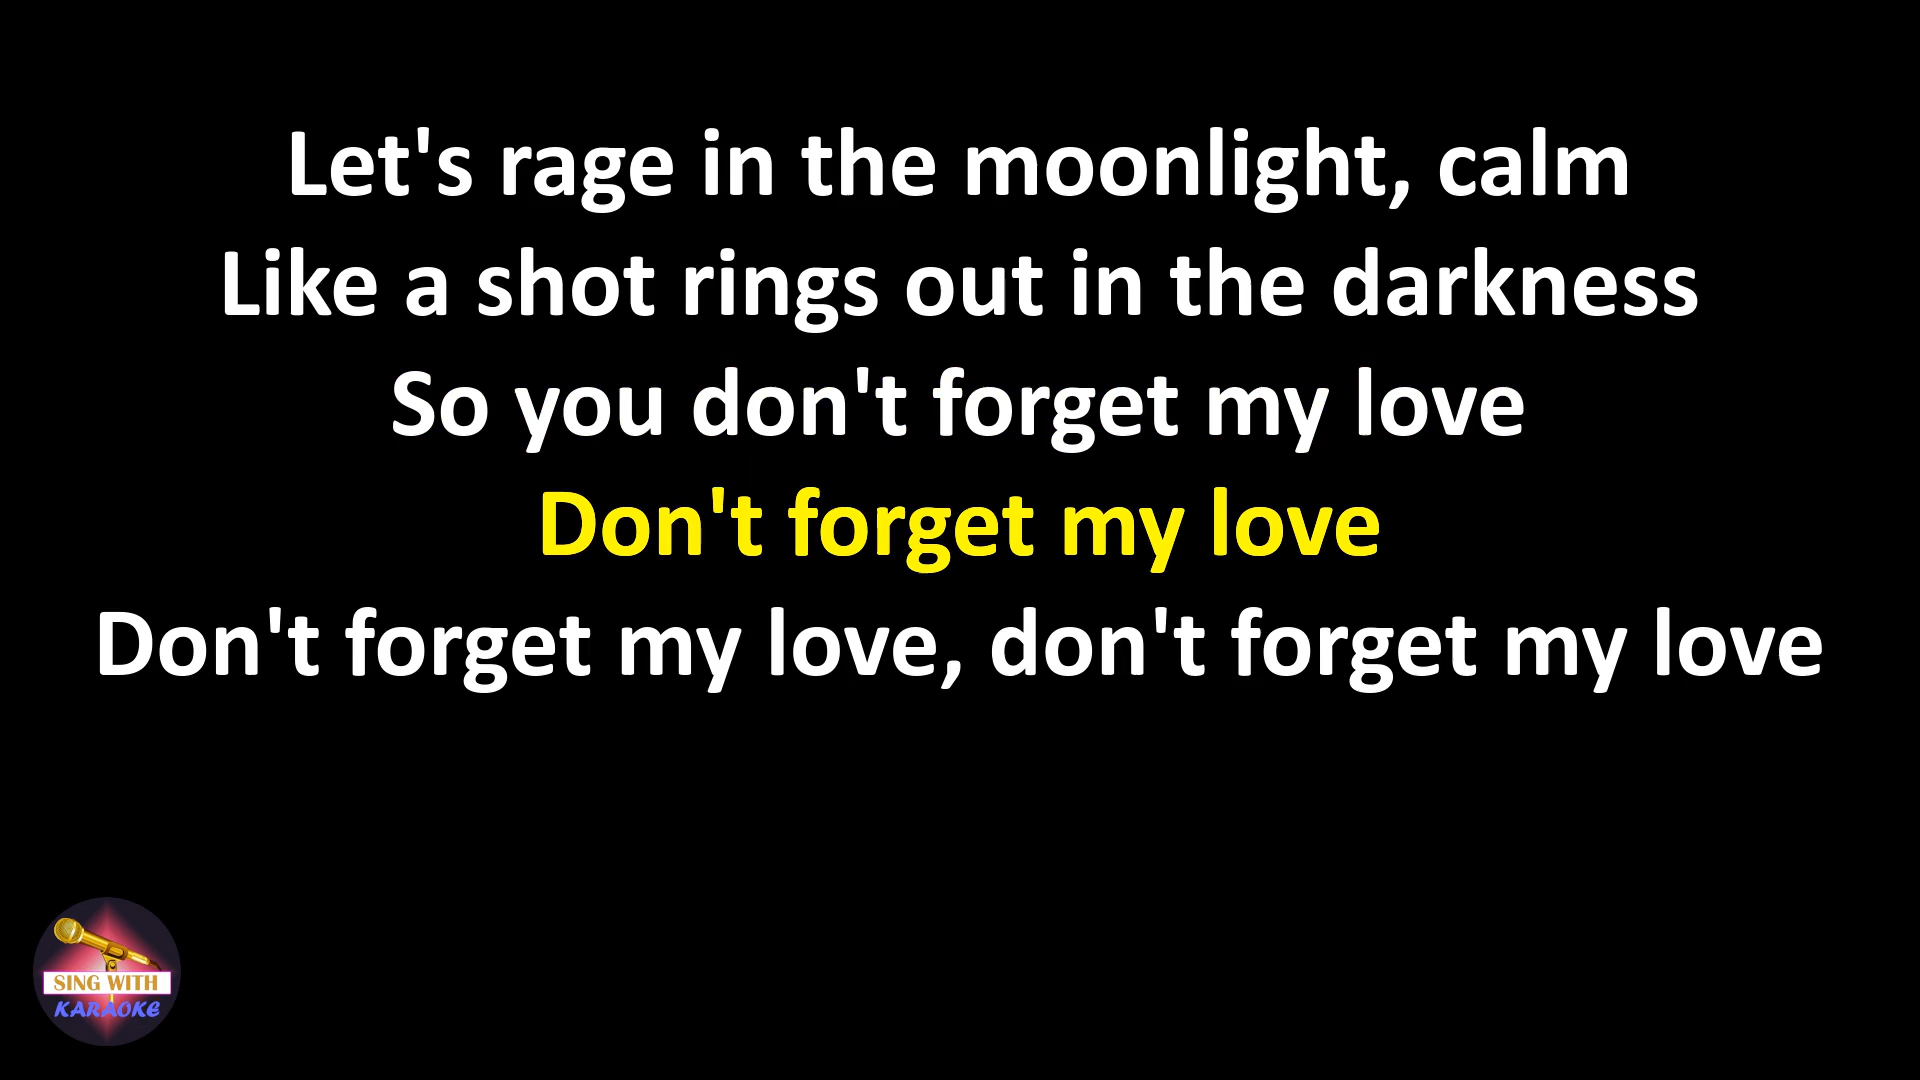 Let's rage in the moonlight, calm
Like a shot rings out in the darkness
So you don't forget my love
Don't forget my love
Don't forget my love, don't forget my love
SING WITH
KARAOKE